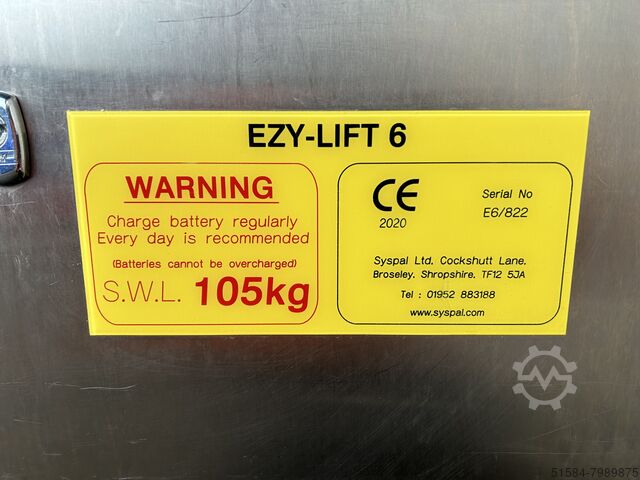 EZY-LIFT 6
WARNING
Charge battery regularly
Every day is recommended
(Batteries cannot be overcharged)
S.W.L. 105kg
CE
2020
Serial No
E6/822
Syspal Ltd. Cockshutt Lane.
Broseley. Shropshire. TF12 5JA
Tel : 01952 883188
www.syspal.com
51584-7989875